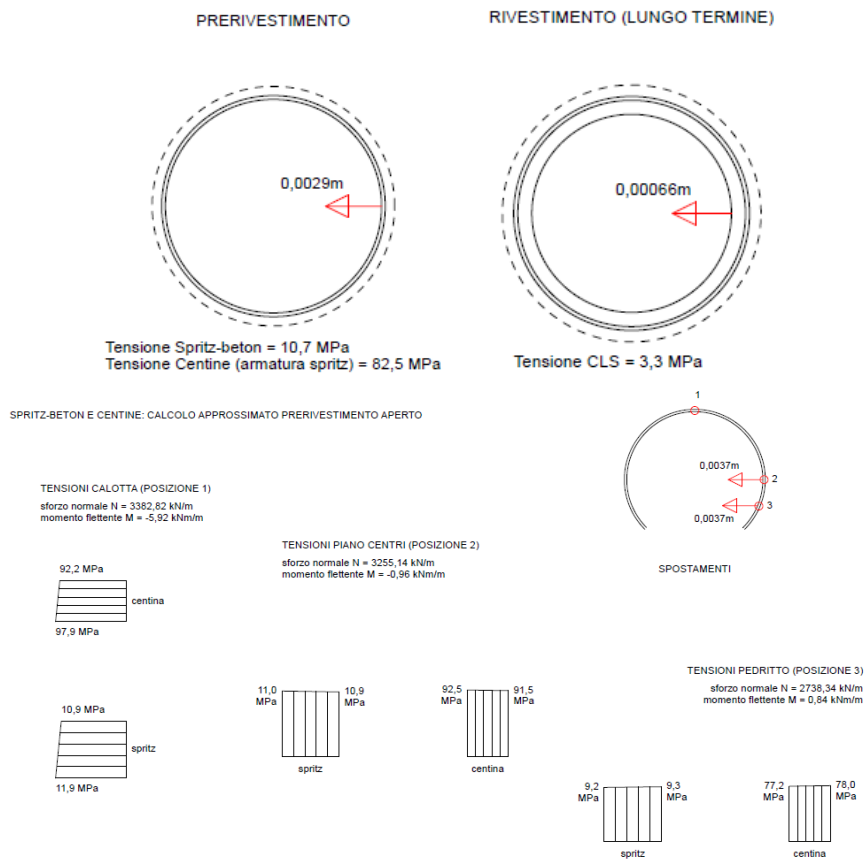 PRERIVESTIMENTO
RIVESTIMENTO (LUNGO TERMINE)
0,0029m
0,00066m
Tensione Spritz-beton = 10,7 MPa
Tensione Centine (armatura spritz) = 82,5 MPa
Tensione CLS = 3,3 MPa
SPRITZ-BETON E CENTINE: CALCOLO APPROSSIMATO PRERIVESTIMENTO APERTO
1
0,0037m
2
0,0037m
3
SPOSTAMENTI
TENSIONI CALOTTA (POSIZIONE 1)
sforzo normale N = 3382,82 kN/m
momento flettente M = -5,92 kNm/m
92,2 MPa
centina
97,9 MPa
10,9 MPa
spritz
11,9 MPa
TENSIONI PIANO CENTRI (POSIZIONE 2)
sforzo normale N = 3255,14 kN/m
momento flettente M = -0,96 kNm/m
11,0
MPa
10,9
MPa
spritz
92,5
MPa
91,5
MPa
centina
TENSIONI PEDRITTO (POSIZIONE 3)
sforzo normale N = 2738,34 kN/m
momento flettente M = 0,84 kNm/m
9,2
MPa
9,3
MPa
spritz
77,2
MPa
78,0
MPa
centina